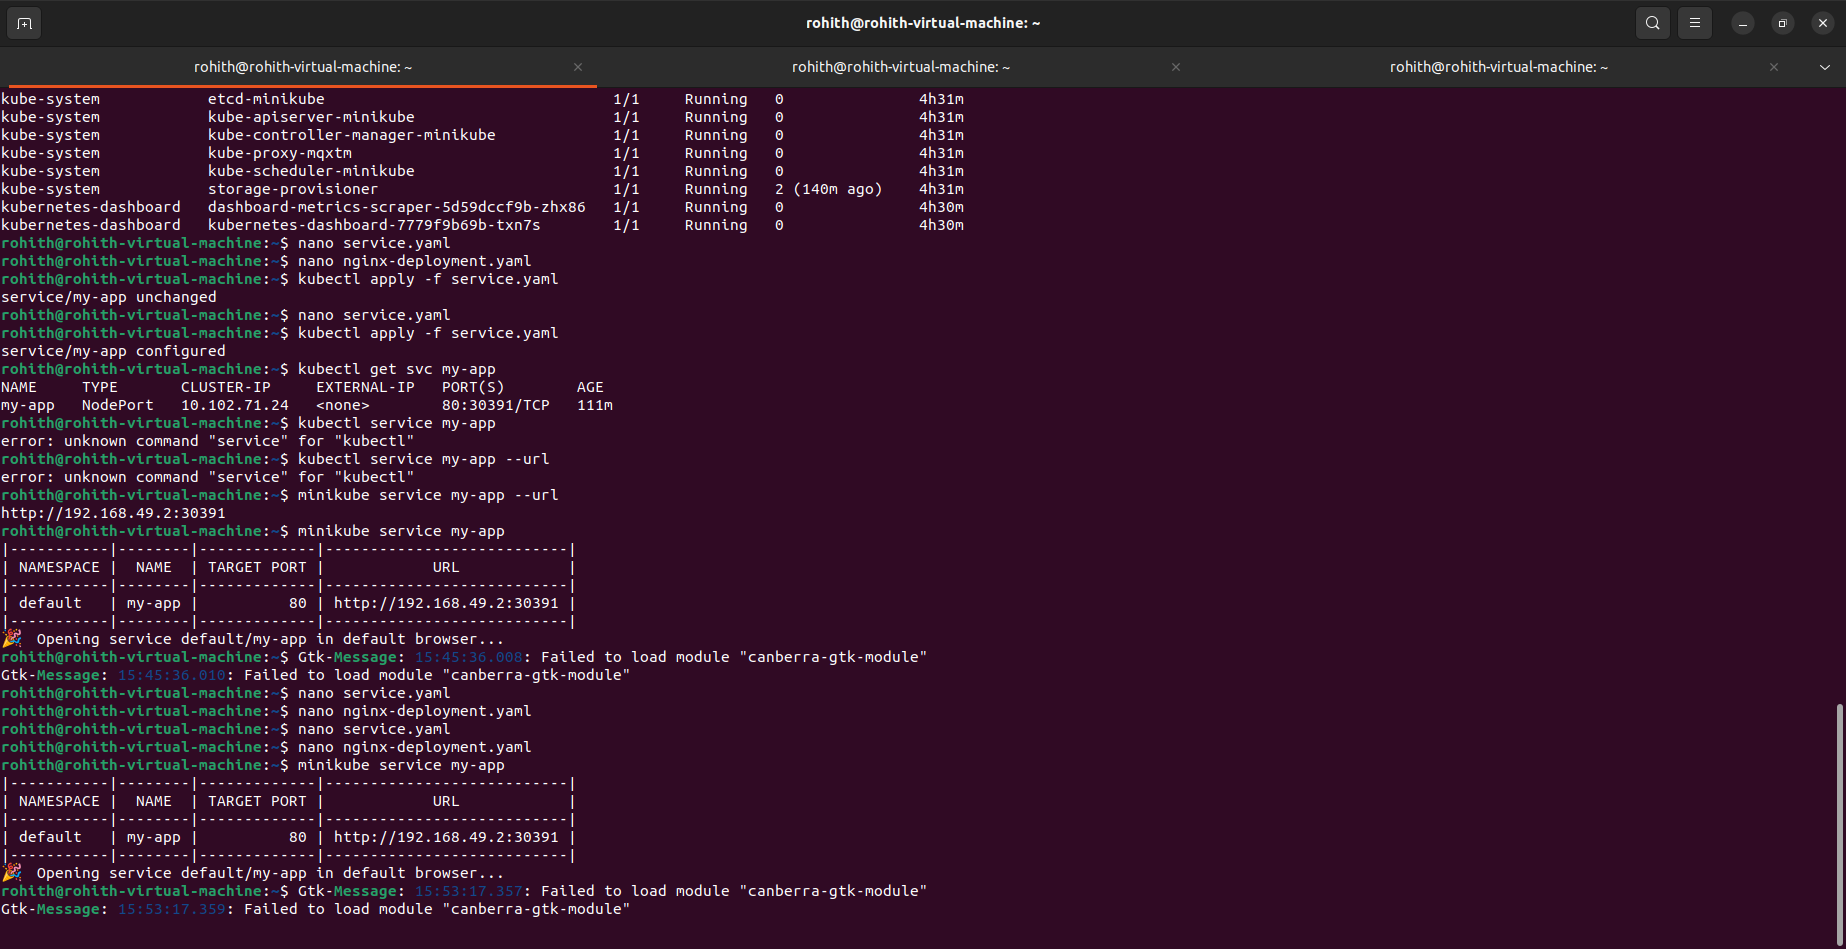 rohith@rohith-virtual-machine: ~
rohith@rohith-virtual-machine: ~ × rohith@rohith-virtual-machine: ~ × rohith@rohith-virtual-machine: ~ ×
kube-system            etcd-minikube                                1/1     Running   0               4h31m
kube-system            kube-apiserver-minikube                      1/1     Running   0               4h31m
kube-system            kube-controller-manager-minikube             1/1     Running   0               4h31m
kube-system            kube-proxy-mqxtm                             1/1     Running   0               4h31m
kube-system            kube-scheduler-minikube                      1/1     Running   0               4h31m
kube-system            storage-provisioner                          1/1     Running   2 (140m ago)    4h31m
kubernetes-dashboard   dashboard-metrics-scraper-5d59dccf9b-zhx86   1/1     Running   0               4h30m
kubernetes-dashboard   kubernetes-dashboard-7779f9b69b-txn7s        1/1     Running   0               4h30m
rohith@rohith-virtual-machine:~$ nano service.yaml
rohith@rohith-virtual-machine:~$ nano nginx-deployment.yaml
rohith@rohith-virtual-machine:~$ kubectl apply -f service.yaml
service/my-app unchanged
rohith@rohith-virtual-machine:~$ nano service.yaml
rohith@rohith-virtual-machine:~$ kubectl apply -f service.yaml
service/my-app configured
rohith@rohith-virtual-machine:~$ kubectl get svc my-app
NAME     TYPE       CLUSTER-IP     EXTERNAL-IP   PORT(S)        AGE
my-app   NodePort   10.102.71.24   <none>        80:30391/TCP   111m
rohith@rohith-virtual-machine:~$ kubectl service my-app
error: unknown command "service" for "kubectl"
rohith@rohith-virtual-machine:~$ kubectl service my-app --url
error: unknown command "service" for "kubectl"
rohith@rohith-virtual-machine:~$ minikube service my-app --url
http://192.168.49.2:30391
rohith@rohith-virtual-machine:~$ minikube service my-app
|-----------|--------|-------------|---------------------------|
| NAMESPACE |  NAME  | TARGET PORT |            URL            |
|-----------|--------|-------------|---------------------------|
| default   | my-app |          80 | http://192.168.49.2:30391 |
|-----------|--------|-------------|---------------------------|
🎉  Opening service default/my-app in default browser...
rohith@rohith-virtual-machine:~$ Gtk-Message: 15:45:36.008: Failed to load module "canberra-gtk-module"
Gtk-Message: 15:45:36.010: Failed to load module "canberra-gtk-module"
rohith@rohith-virtual-machine:~$ nano service.yaml
rohith@rohith-virtual-machine:~$ nano nginx-deployment.yaml
rohith@rohith-virtual-machine:~$ nano service.yaml
rohith@rohith-virtual-machine:~$ nano nginx-deployment.yaml
rohith@rohith-virtual-machine:~$ minikube service my-app
|-----------|--------|-------------|---------------------------|
| NAMESPACE |  NAME  | TARGET PORT |            URL            |
|-----------|--------|-------------|---------------------------|
| default   | my-app |          80 | http://192.168.49.2:30391 |
|-----------|--------|-------------|---------------------------|
🎉  Opening service default/my-app in default browser...
rohith@rohith-virtual-machine:~$ Gtk-Message: 15:53:17.357: Failed to load module "canberra-gtk-module"
Gtk-Message: 15:53:17.359: Failed to load module "canberra-gtk-module"